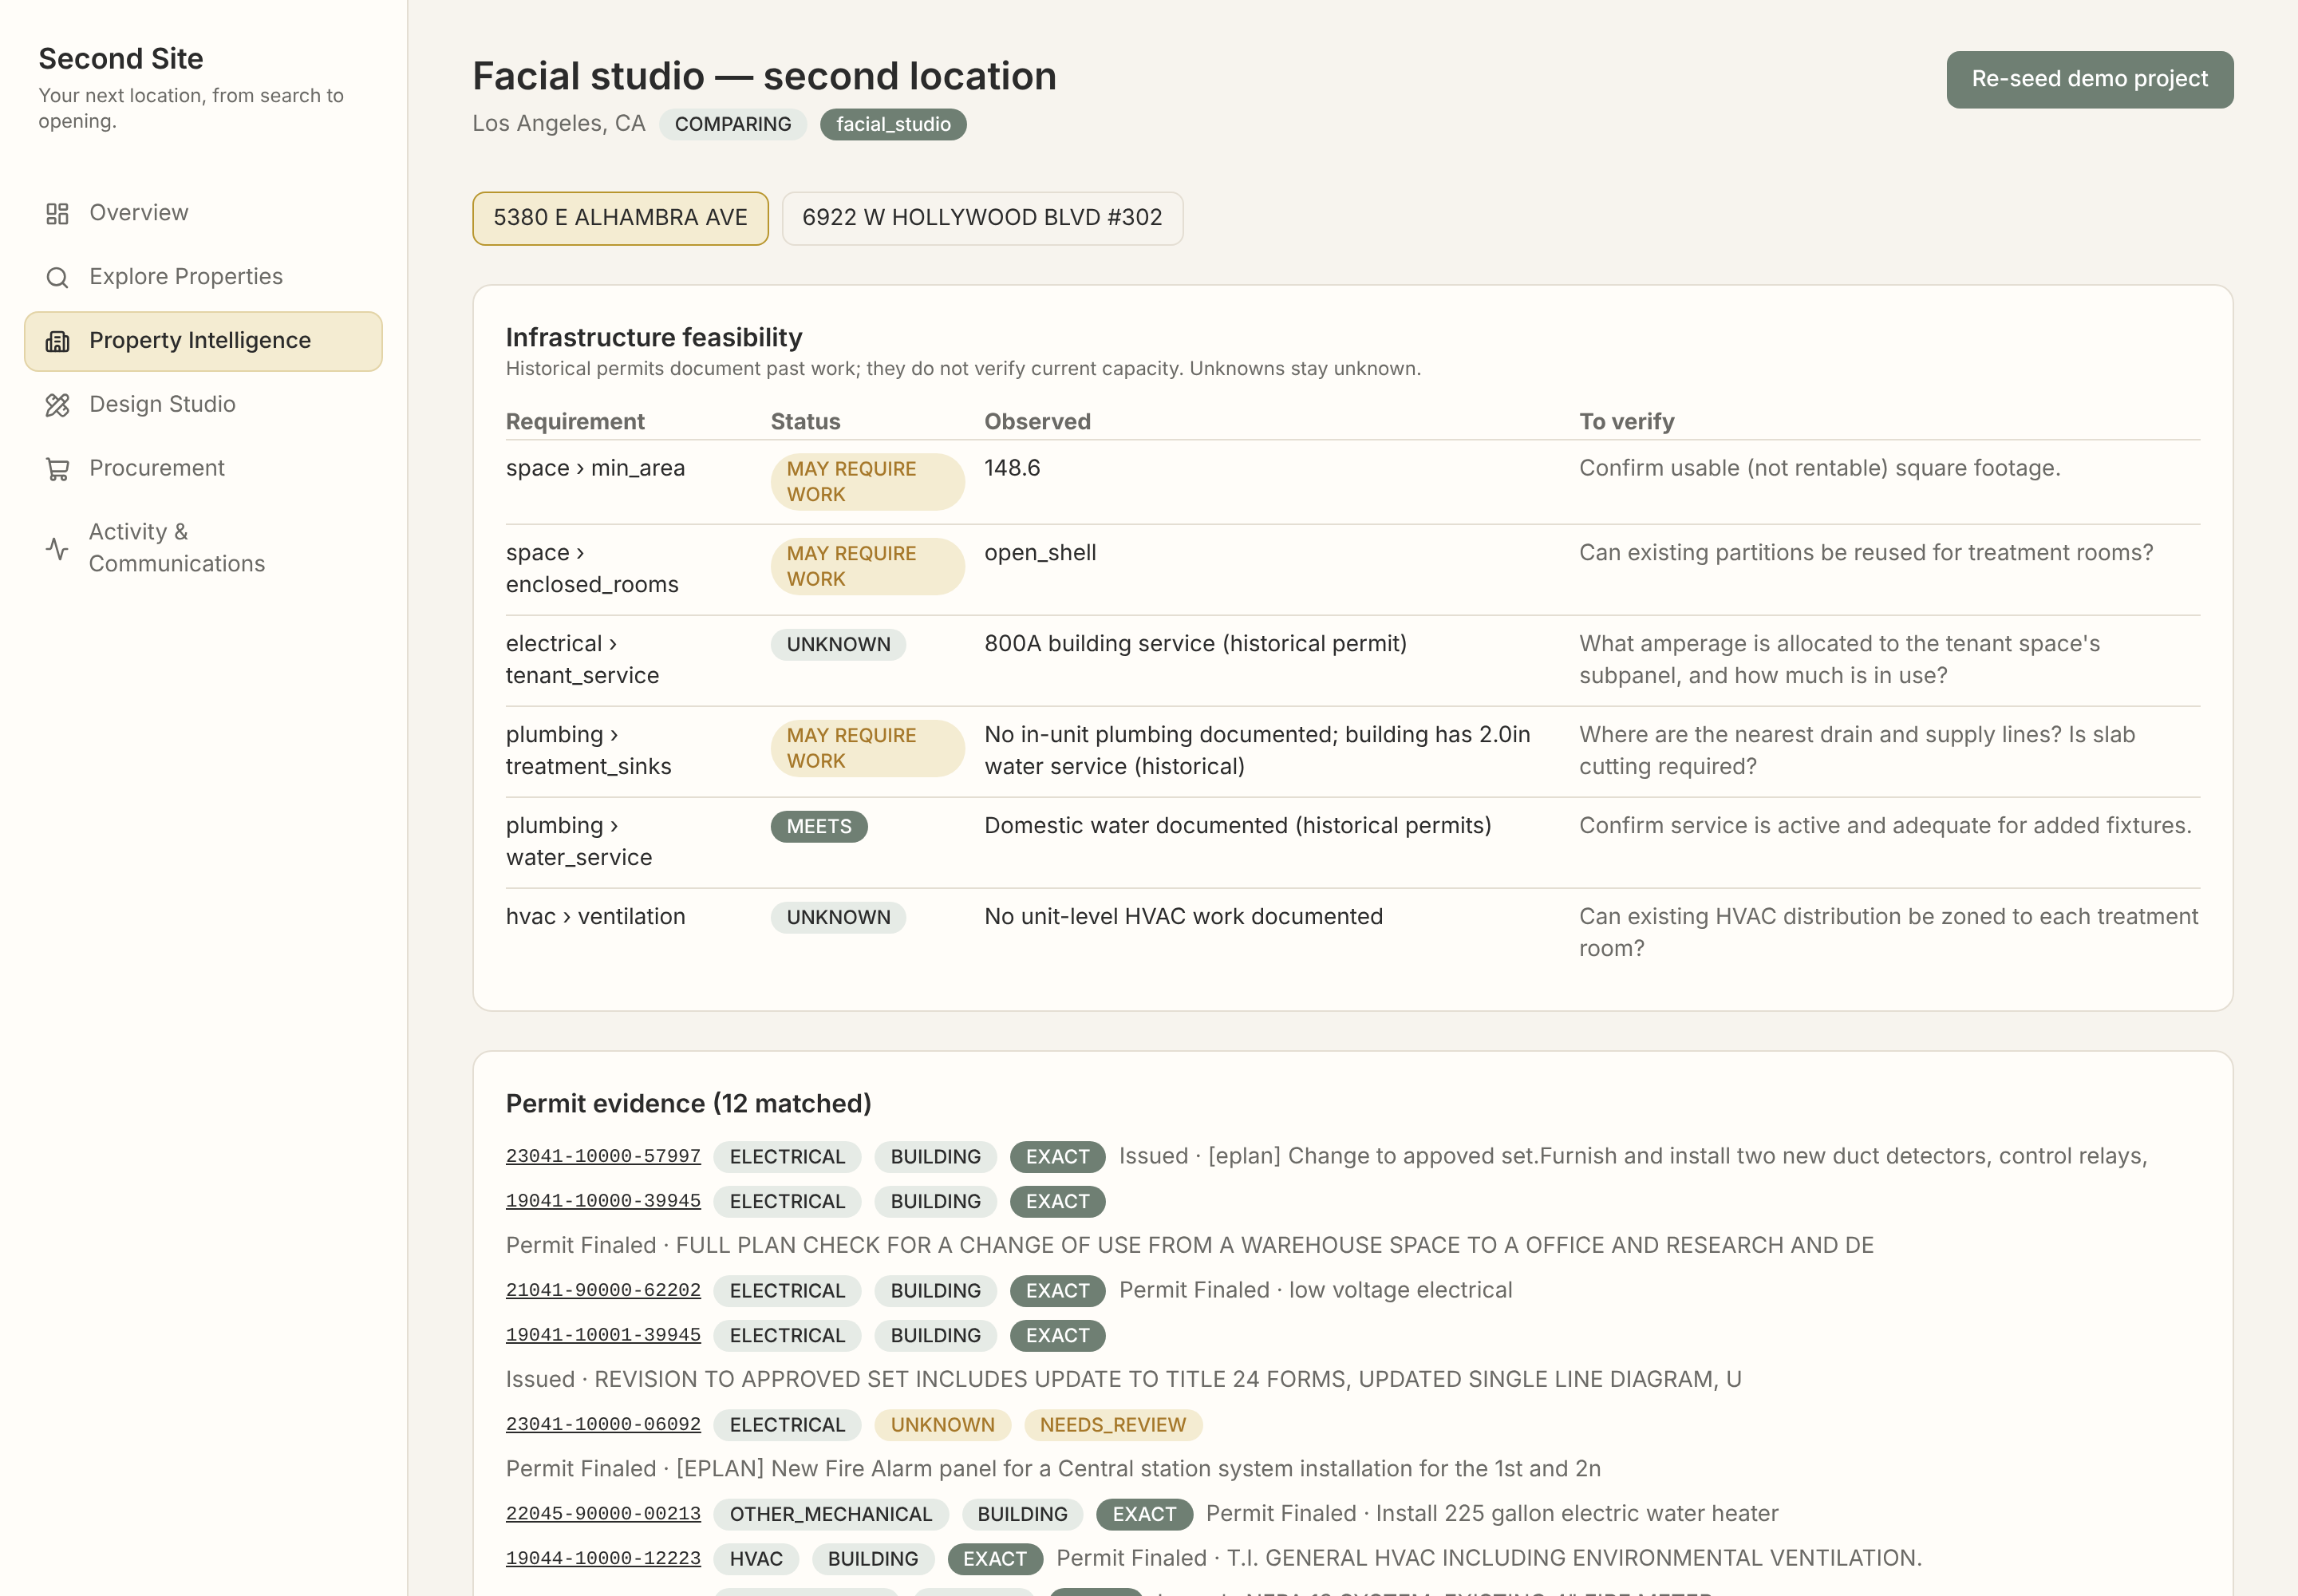 Second Site
Your next location, from search to
opening.
Overview
Explore Properties
Property Intelligence
Design Studio
Procurement
Activity &
Communications
Facial studio — second location
Los Angeles, CA COMPARING facial_studio
Re-seed demo project
5380 E ALHAMBRA AVE 6922 W HOLLYWOOD BLVD #302
Infrastructure feasibility
Historical permits document past work; they do not verify current capacity. Unknowns stay unknown.
Requirement Status Observed To verify
space › min_area MAY REQUIRE WORK 148.6 Confirm usable (not rentable) square footage.
space › enclosed_rooms MAY REQUIRE WORK open_shell Can existing partitions be reused for treatment rooms?
electrical › tenant_service UNKNOWN 800A building service (historical permit) What amperage is allocated to the tenant space's subpanel, and how much is in use?
plumbing › treatment_sinks MAY REQUIRE WORK No in-unit plumbing documented; building has 2.0in water service (historical) Where are the nearest drain and supply lines? Is slab cutting required?
plumbing › water_service MEETS Domestic water documented (historical permits) Confirm service is active and adequate for added fixtures.
hvac › ventilation UNKNOWN No unit-level HVAC work documented Can existing HVAC distribution be zoned to each treatment room?
Permit evidence (12 matched)
23041-10000-57997 ELECTRICAL BUILDING EXACT Issued · [eplan] Change to appoved set.Furnish and install two new duct detectors, control relays,
19041-10000-39945 ELECTRICAL BUILDING EXACT
Permit Finaled · FULL PLAN CHECK FOR A CHANGE OF USE FROM A WAREHOUSE SPACE TO A OFFICE AND RESEARCH AND DE
21041-90000-62202 ELECTRICAL BUILDING EXACT Permit Finaled · low voltage electrical
19041-10001-39945 ELECTRICAL BUILDING EXACT
Issued · REVISION TO APPROVED SET INCLUDES UPDATE TO TITLE 24 FORMS, UPDATED SINGLE LINE DIAGRAM, U
23041-10000-06092 ELECTRICAL UNKNOWN NEEDS_REVIEW
Permit Finaled · [EPLAN] New Fire Alarm panel for a Central station system installation for the 1st and 2n
22045-90000-00213 OTHER_MECHANICAL BUILDING EXACT Permit Finaled · Install 225 gallon electric water heater
19044-10000-12223 HVAC BUILDING EXACT Permit Finaled · T.I. GENERAL HVAC INCLUDING ENVIRONMENTAL VENTILATION.